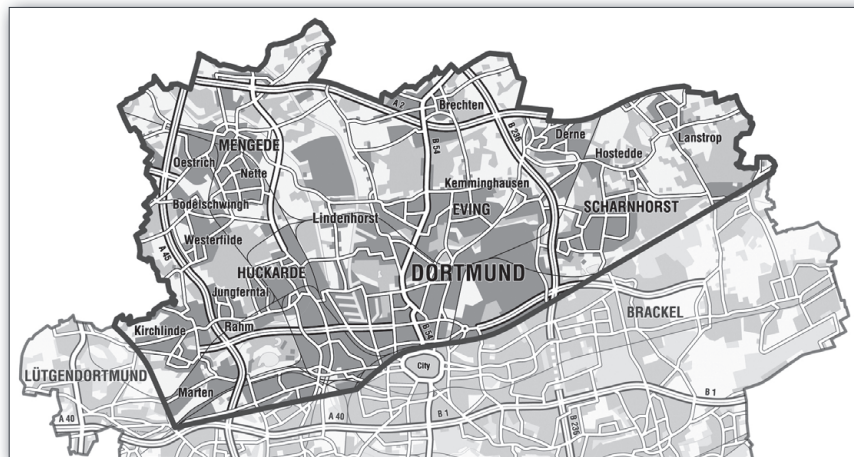 A 2
Brechten
B 236
Derne
Lanstrop
B 54
MENGEDE
Hostedde
Oestrich
Nette
Kemminghausen
Bodelschwingh
EVING
SCHARNHORST
Lindenhorst
Westerfilde
A 45
HUCKARDE
DORTMUND
Jungferntal
BRACKEL
Kirchlinde
Rahm
B 54
City
LÜTGENDORTMUND
Marten
B 1
A 40
A 40
B 1
B 236